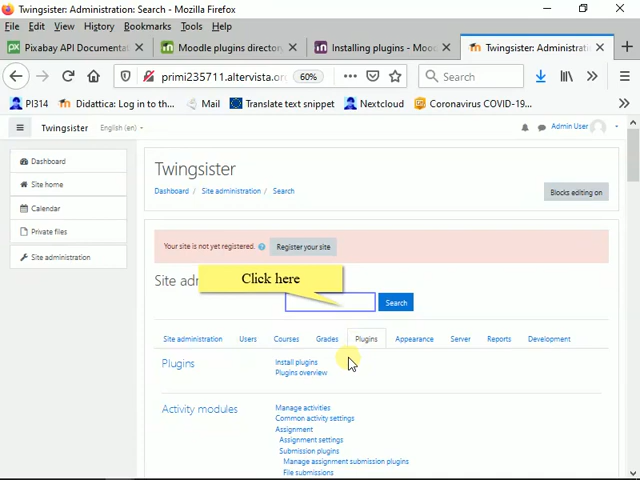 Twingsister: Administration: Search - Mozilla Firefox
File Edit View History Bookmarks Tools Help
Pixabay API Documentat
Moodle plugins director
Installing plugins - Mood
Twingsister: Administrat
primi235711.altervista.org
60%
Search
PI314
Didattica: Log in to th...
Mail
Translate text snippet
Nextcloud
Coronavirus COVID-19...
Twingsister
English (en)
Admin User
Dashboard
Site home
Calendar
Private files
Site administration
Twingsister
Dashboard / Site administration / Search
Blocks editing on
Your site is not yet registered.
Register your site
Site adm
Click here
Search
Site administration Users Courses Grades Plugins Appearance Server Reports Development
Plugins
Install plugins
Plugins overview
Activity modules
Manage activities
Common activity settings
Assignment
Assignment settings
Submission plugins
Manage assignment submission plugins
File submissions